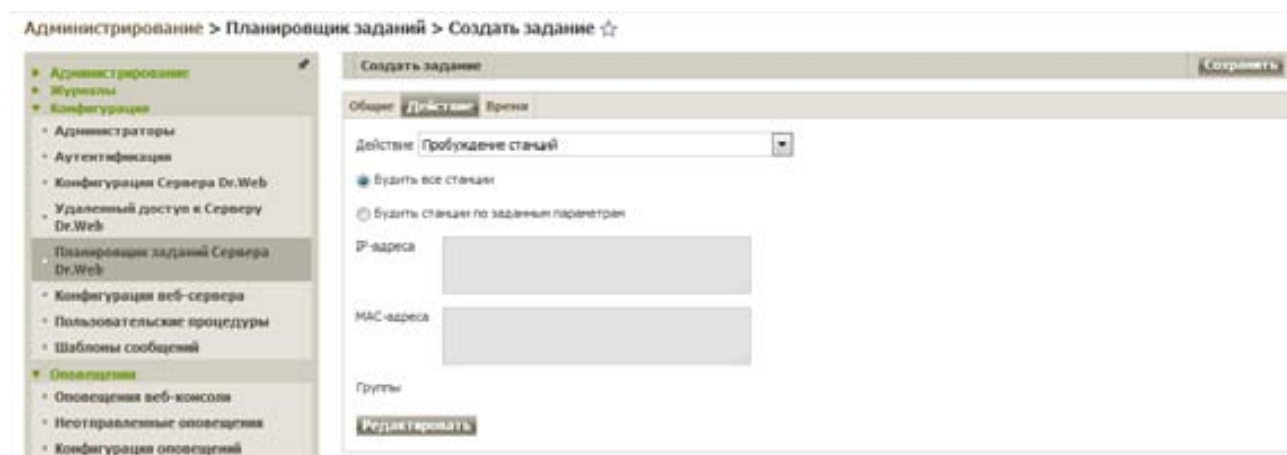 Администрирование > Планировщик заданий > Создать задание ☆
Администрирование
Журналы
Конфигурация
Администраторы
Аутентификация
Конфигурация Сервера Dr.Web
Удаленный доступ к Серверу
Dr.Web
Планировщик заданий Сервера
Dr.Web
Конфигурация веб-сервера
Пользовательские процедуры
Шаблоны сообщений
Оповещения
Оповещения веб-консоли
Неотправленные оповещения
Конфигурация оповещений
Создать задание
Сохранить
Общие Действие Время
Действие Пробуждение станций
Будить все станции
Будить станции по заданным параметрам
IP-адреса
MAC-адреса
Группы
Редактировать